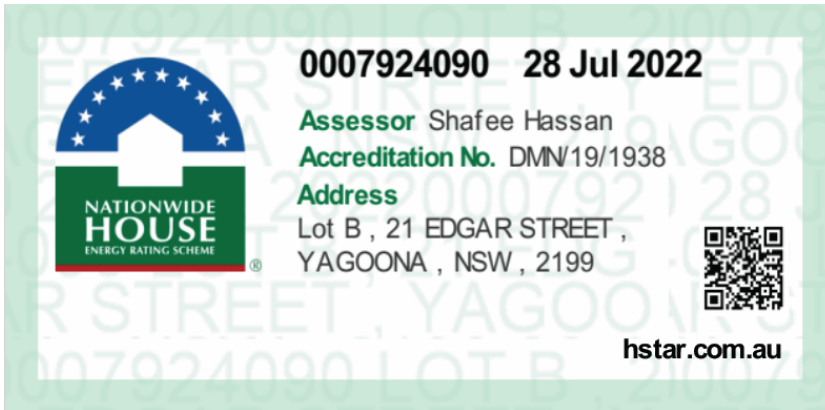 0007924090 28 Jul 2022
Assessor Shafee Hassan
Accreditation No. DMN/19/1938
Address
Lot B , 21 EDGAR STREET ,
YAGOONA , NSW , 2199
NATIONWIDE
HOUSE
ENERGY RATING SCHEME
®
hstar.com.au